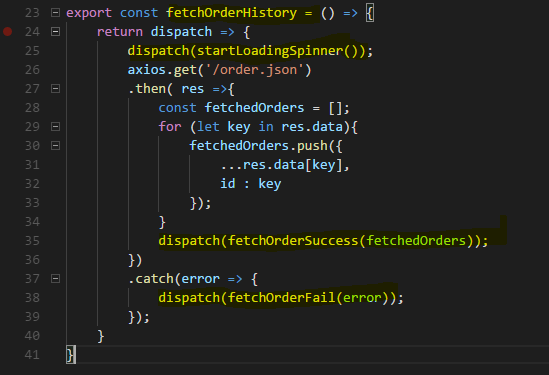 23 export const fetchOrderHistory = () => {
24 return dispatch => {
25 dispatch(startLoadingSpinner());
26 axios.get('/order.json')
27 .then( res =>{
28 const fetchedOrders = [];
29 for (let key in res.data){
30 fetchedOrders.push({
31 ...res.data[key],
32 id : key
33 });
34 }
35 dispatch(fetchOrderSuccess(fetchedOrders));
36 })
37 .catch(error => {
38 dispatch(fetchOrderFail(error));
39 });
40 }
41 }